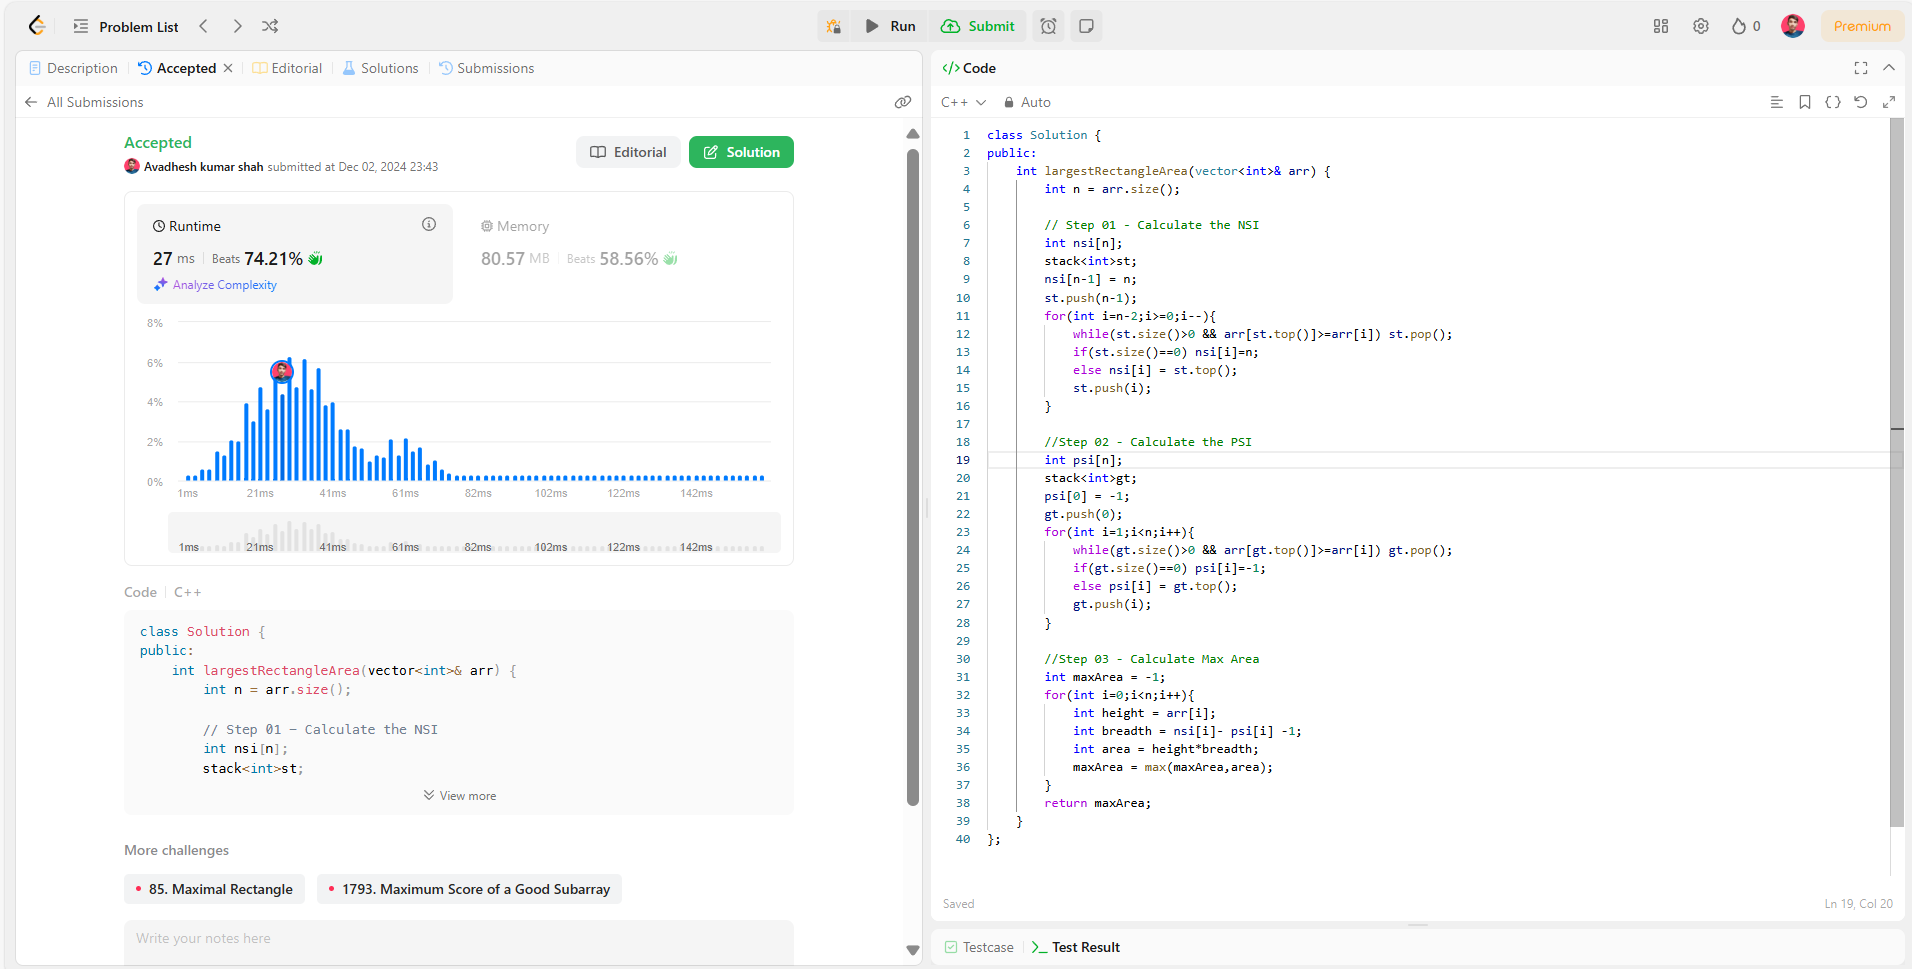 Problem List
Run
Submit
0
Premium
Description
Accepted
Editorial
Solutions
Submissions
All Submissions
Accepted
Avadhesh kumar shah submitted at Dec 02, 2024 23:43
Editorial
Solution
Runtime
27 ms
Beats 74.21%
Analyze Complexity
Memory
80.57 MB
Beats 58.56%
8%
6%
4%
2%
0%
1ms 21ms 41ms 61ms 82ms 102ms 122ms 142ms
1ms 21ms 41ms 61ms 82ms 102ms 122ms 142ms
Code C++
class Solution {
public:
    int largestRectangleArea(vector<int>& arr) {
        int n = arr.size();
        // Step 01 - Calculate the NSI
        int nsi[n];
        stack<int>st;
View more
More challenges
85. Maximal Rectangle
1793. Maximum Score of a Good Subarray
Write your notes here
</> Code
C++
Auto
1 class Solution {
2 public:
3     int largestRectangleArea(vector<int>& arr) {
4         int n = arr.size();
5
6         // Step 01 - Calculate the NSI
7         int nsi[n];
8         stack<int>st;
9         nsi[n-1] = n;
10         st.push(n-1);
11         for(int i=n-2;i>=0;i--){
12             while(st.size()>0 && arr[st.top()]>=arr[i]) st.pop();
13             if(st.size()==0) nsi[i]=n;
14             else nsi[i] = st.top();
15             st.push(i);
16         }
17
18         //Step 02 - Calculate the PSI
19         int psi[n];
20         stack<int>gt;
21         psi[0] = -1;
22         gt.push(0);
23         for(int i=1;i<n;i++){
24             while(gt.size()>0 && arr[gt.top()]>=arr[i]) gt.pop();
25             if(gt.size()==0) psi[i]=-1;
26             else psi[i] = gt.top();
27             gt.push(i);
28         }
29
30         //Step 03 - Calculate Max Area
31         int maxArea = -1;
32         for(int i=0;i<n;i++){
33             int height = arr[i];
34             int breadth = nsi[i]- psi[i] -1;
35             int area = height*breadth;
36             maxArea = max(maxArea,area);
37         }
38         return maxArea;
39     }
40 };
Saved
Ln 19, Col 20
Testcase
Test Result